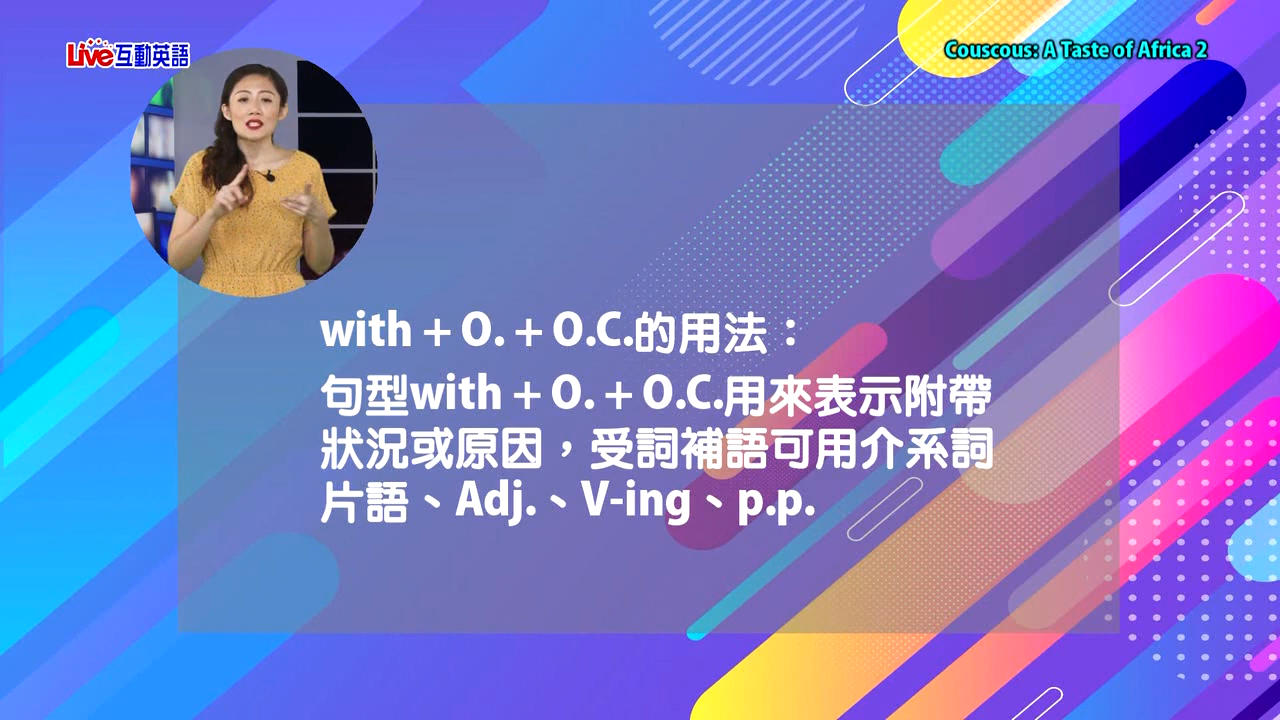 Live互動英語
Couscous: A Taste of Africa 2
with + O. + O.C.的用法：
句型with + O. + O.C.用來表示附帶
狀況或原因，受詞補語可用介系詞
片語、Adj.、V-ing、p.p.